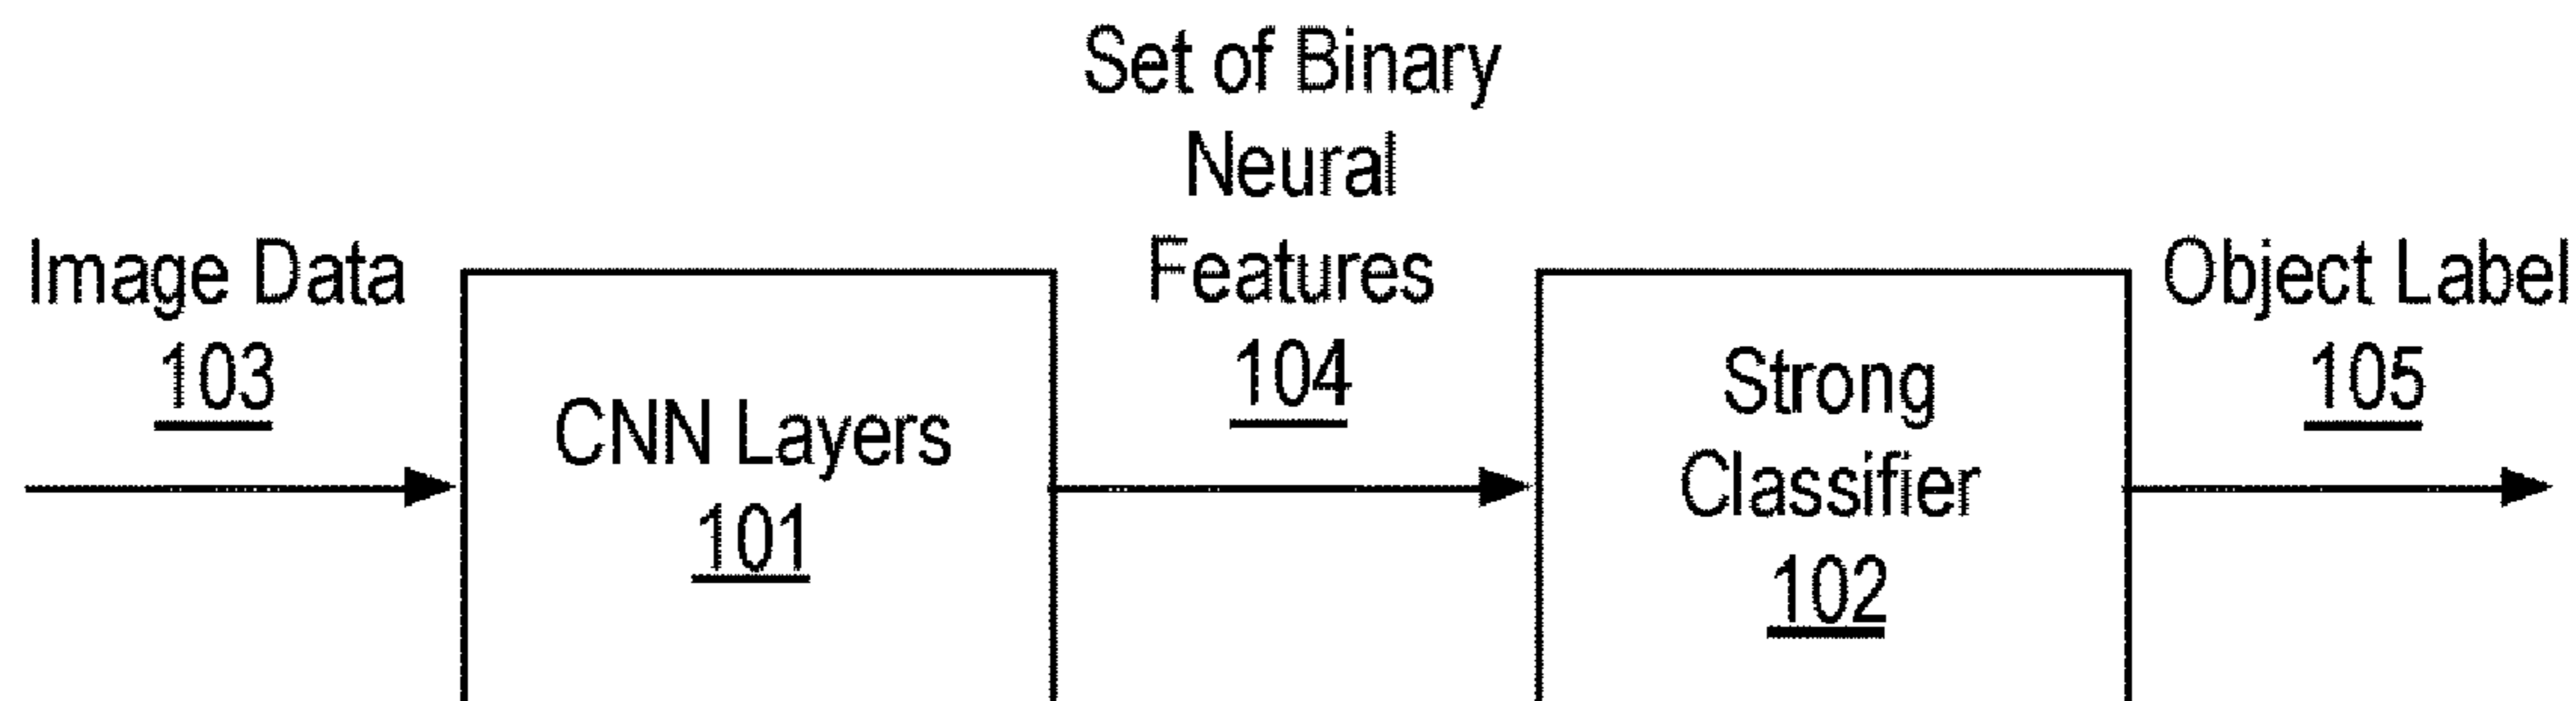 Image Data
103
CNN Layers
101
Set of Binary
Neural
Features
104
Strong
Classifier
102
Object Label
105